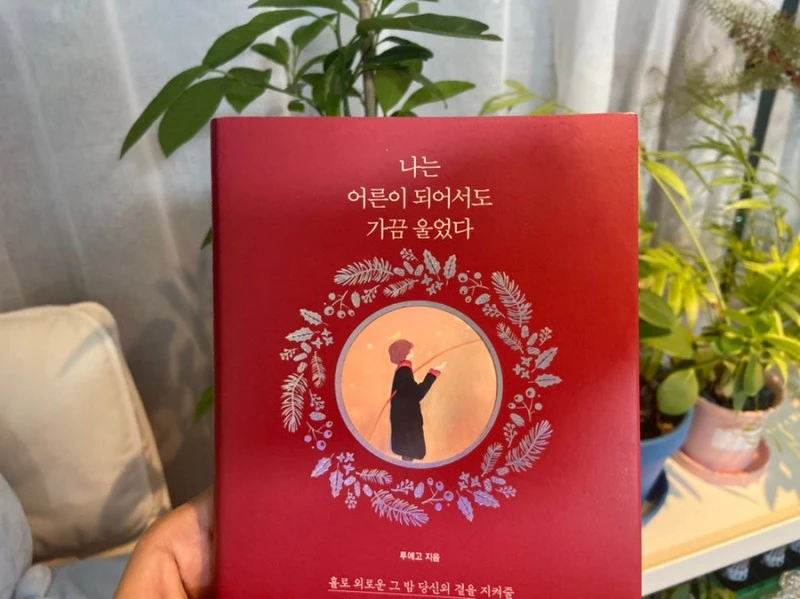 나는
어른이 되어서도
가끔 울었다
투에고 지음
홀로 외로운 그 밤 당신의 곁을 지켜줄